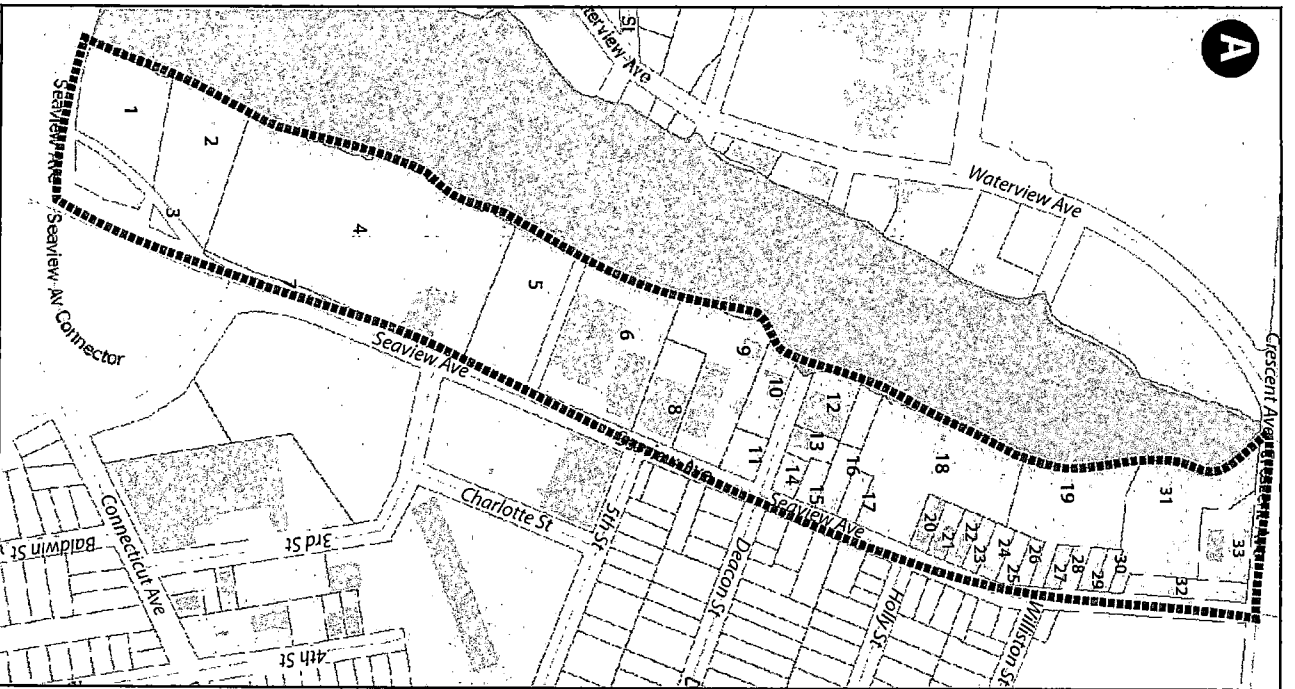 A
St
terview Ave
Waterview Ave
Crescent Ave
Seaview Ave
Seaview Av Connector
Seaview Ave
Seaview Ave
Ave
Charlotte St
5th St
Deacon St
Holly St
Williston St
Connecticut Ave
Baldwin St
3rd St
4th St
1
2
3
4
5
6
7
8
9
10
11
12
13
14
15
16
17
18
19
20
21
22
23
24
25
26
27
28
29
30
31
32
33